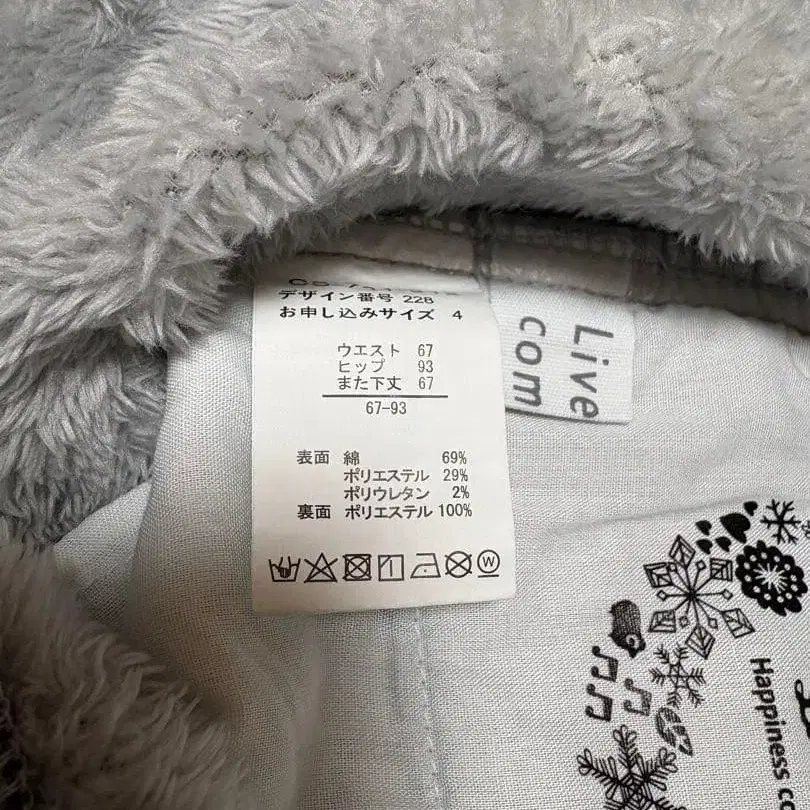 デザイン番号 228
お申し込みサイズ 4
ウエスト 67
ヒップ 93
また下丈 67
67-93
表面 綿 69%
ポリエステル 29%
ポリウレタン 2%
裏面 ポリエステル 100%
W
Live
com
Happiness